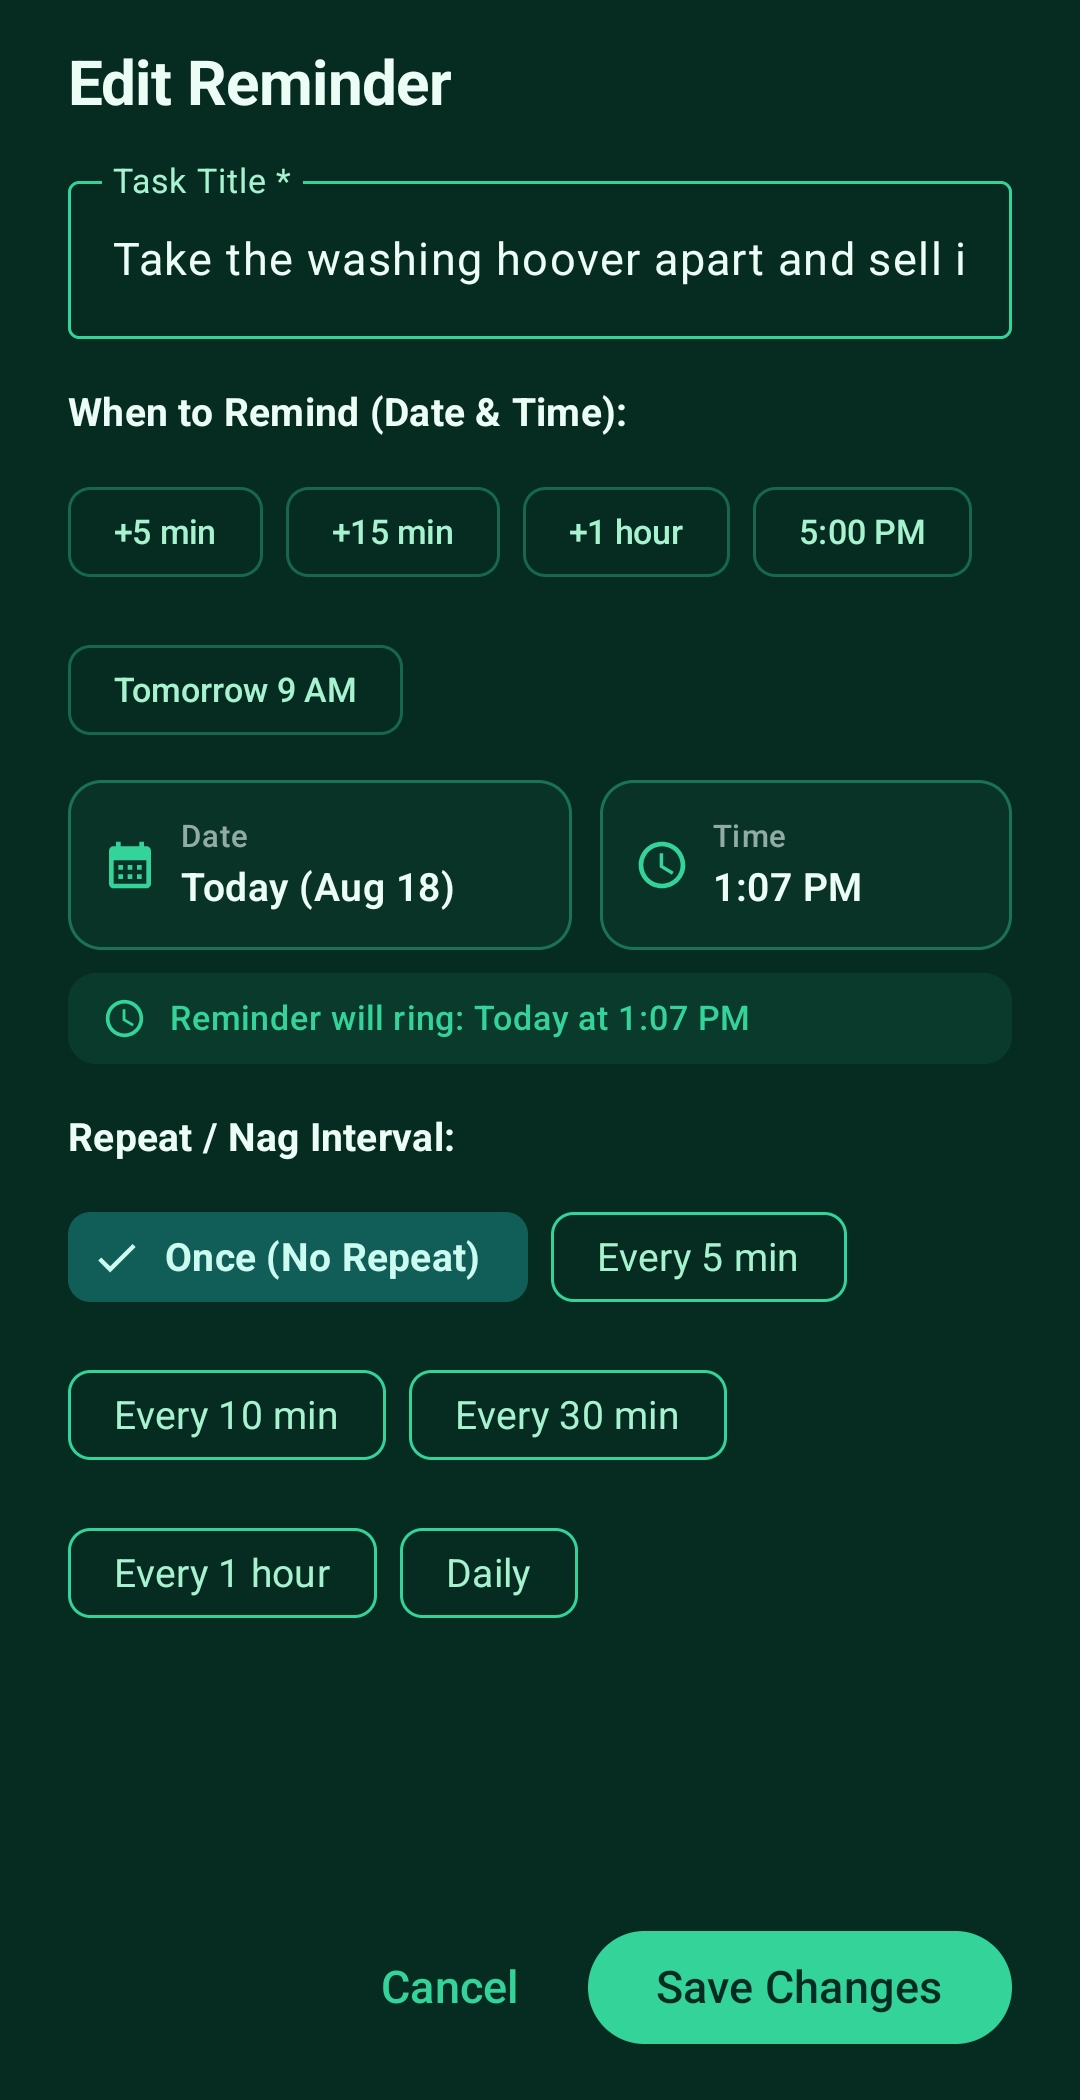 Edit Reminder
Task Title *
Take the washing hoover apart and sell i
When to Remind (Date & Time):
+5 min +15 min +1 hour 5:00 PM
Tomorrow 9 AM
Date Time
Today (Aug 18) 1:07 PM
Reminder will ring: Today at 1:07 PM
Repeat / Nag Interval:
Once (No Repeat) Every 5 min
Every 10 min Every 30 min
Every 1 hour Daily
Cancel Save Changes